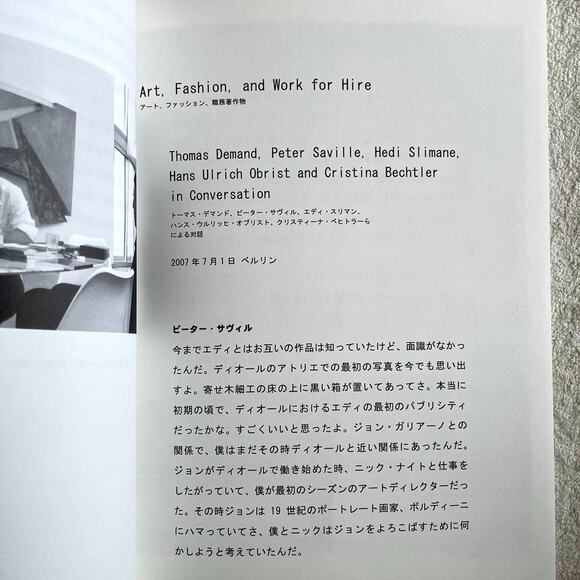 Art, Fashion, and Work for Hire
アート、ファッション、職務著作物
Thomas Demand, Peter Saville, Hedi Slimane,
Hans Ulrich Obrist and Cristina Bechtler
in Conversation
トーマス・デマンド、ピーター・サヴィル、エディ・スリマン、
ハンス・ウルリッヒ・オブリスト、クリスティーナ・ベヒトラーら
による対話
2007年7月1日 ベルリン
ピーター・サヴィル
今までエディとはお互いの作品は知っていたけど、面識がなかっ
たんだ。ディオールのアトリエでの最初の写真を今でも思い出
すよ。寄せ木細工の床の上に黒い箱が置いてあってさ。本当に
初期の頃で、ディオールにおけるエディの最初のパブリシティ
だったかな。すごくいいと思ったよ。ジョン・ガリアーノとの
関係で、僕はまだその時ディオールと近い関係にあったんだ。
ジョンがディオールで働き始めた時、ニック・ナイトと仕事を
したがっていて、僕が最初のシーズンのアートディレクターだっ
た。その時ジョンは 19 世紀のポートレート画家、ボルディーニ
にハマっていてさ、僕とニックはジョンをよろこばすために何
かしようと考えていたんだ。